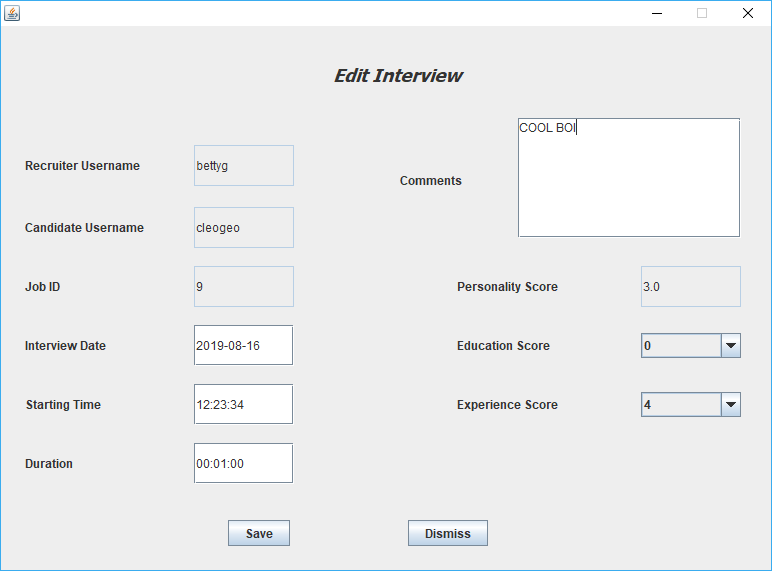 Edit Interview
Recruiter Username
bettyg
Candidate Username
cleogeo
Job ID
9
Interview Date
2019-08-16
Starting Time
12:23:34
Duration
00:01:00
Comments
COOL BOI
Personality Score
3.0
Education Score
0
Experience Score
4
Save
Dismiss